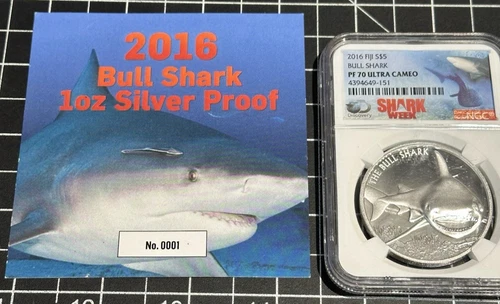 2016
Bull Shark
1oz Silver Proof
No. 0001
2016 FIJI S$5
BULL SHARK
PF 70 ULTRA CAMEO
4394649-151
Discovery
SHARK
WEEK
NGC
THE BULL SHARK